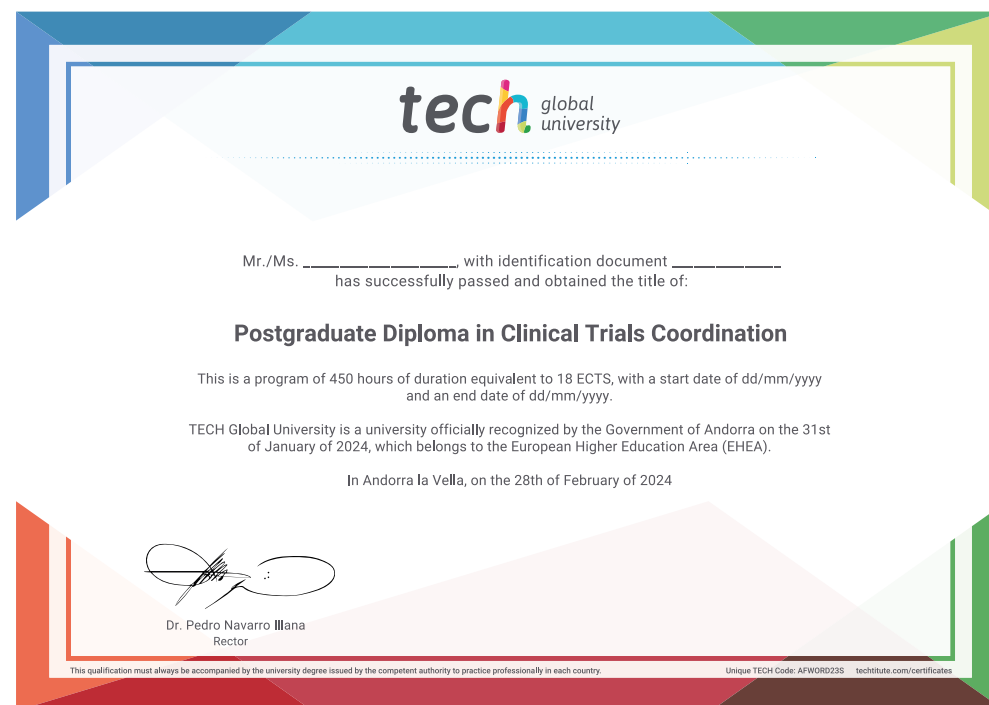 tech global
university
Mr./Ms. ____________________, with identification document ______________
has successfully passed and obtained the title of:
Postgraduate Diploma in Clinical Trials Coordination
This is a program of 450 hours of duration equivalent to 18 ECTS, with a start date of dd/mm/yyyy
and an end date of dd/mm/yyyy.
TECH Global University is a university officially recognized by the Government of Andorra on the 31st
of January of 2024, which belongs to the European Higher Education Area (EHEA).
In Andorra la Vella, on the 28th of February of 2024
Dr. Pedro Navarro Illana
Rector
This qualification must always be accompanied by the university degree issued by the competent authority to practice professionally in each country. Unique TECH Code: AFWORD23S techtitute.com/certificates